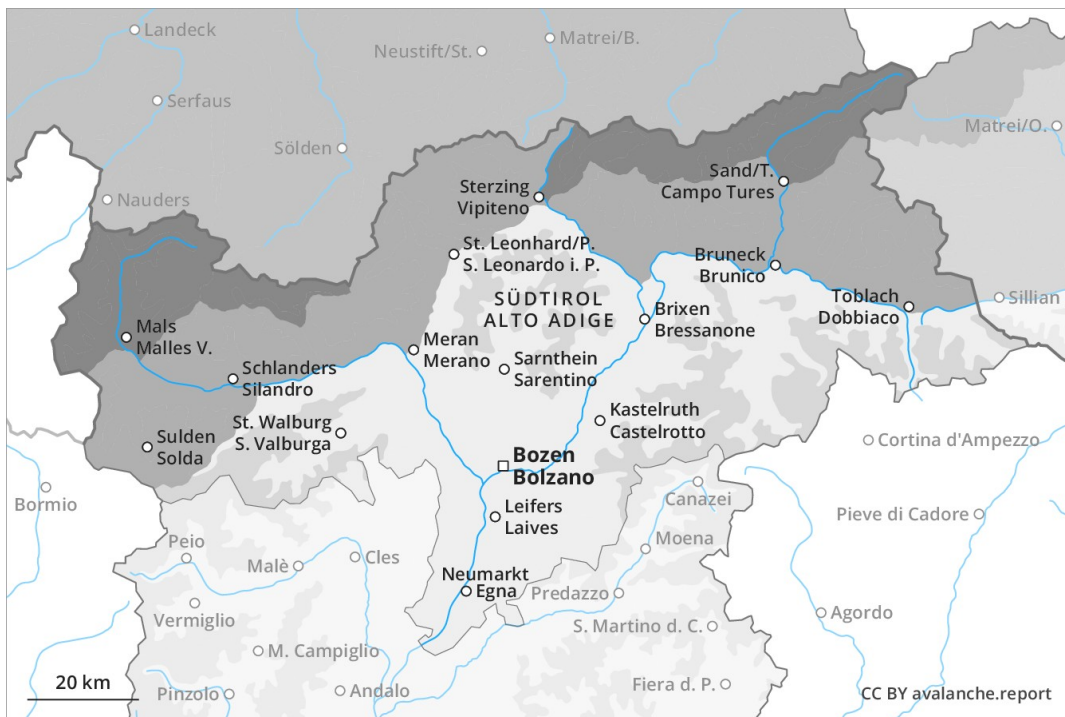 Landeck
Neustift/St.
Matrei/B.
Serfaus
Matrei/O.
Sölden
Sand/T.
Campo Tures
Sterzing
Vipiteno
Nauders
St. Leonhard/P.
S. Leonardo i. P.
Bruneck
Brunico
SÜDTIROL
ALTO ADIGE
Toblach
Dobbiaco
Sillian
Brixen
Bressanone
Mals
Malles V.
Meran
Merano
Sarnthein
Sarentino
Schlanders
Silandro
St. Walburg
S. Valburga
Kastelruth
Castelrotto
Sulden
Solda
Cortina d'Ampezzo
Bozen
Bolzano
Bormio
Canazei
Leifers
Laives
Pieve di Cadore
Moena
Peio
Malè
Cles
Neumarkt
Egna
Predazzo
Vermiglio
Agordo
S. Martino d. C.
M. Campiglio
20 km
Pinzolo
Andalo
Fiera d. P.
CC BY avalanche.report